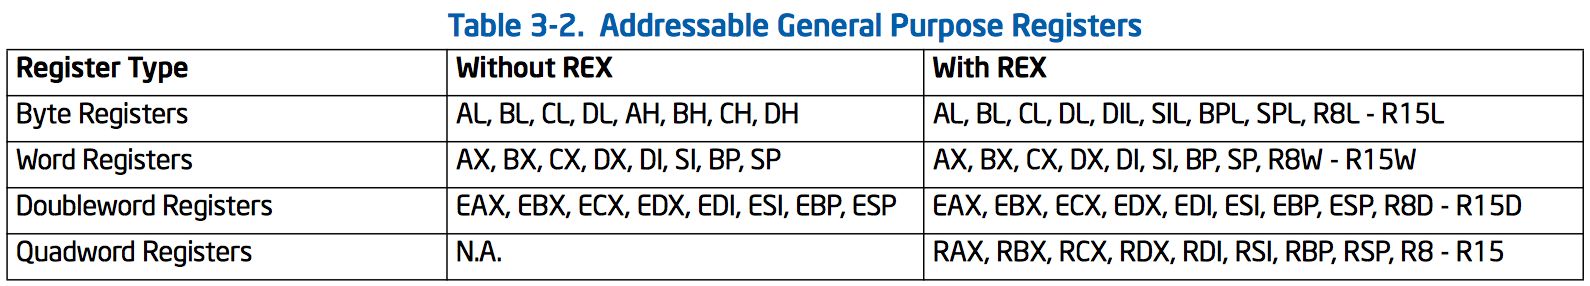 Table 3-2. Addressable General Purpose Registers
Register Type Without REX With REX
Byte Registers AL, BL, CL, DL, AH, BH, CH, DH AL, BL, CL, DL, DIL, SIL, BPL, SPL, R8L - R15L
Word Registers AX, BX, CX, DX, DI, SI, BP, SP AX, BX, CX, DX, DI, SI, BP, SP, R8W - R15W
Doubleword Registers EAX, EBX, ECX, EDX, EDI, ESI, EBP, ESP EAX, EBX, ECX, EDX, EDI, ESI, EBP, ESP, R8D - R15D
Quadword Registers N.A. RAX, RBX, RCX, RDX, RDI, RSI, RBP, RSP, R8 - R15